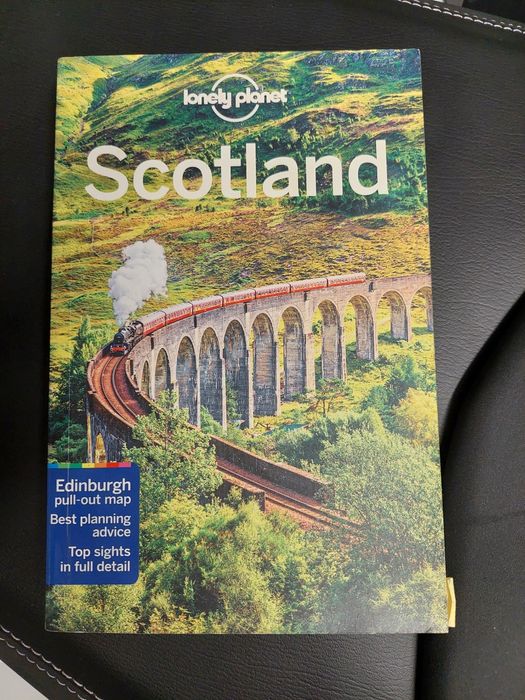 lonely planet
Scotland
Edinburgh
pull-out map
Best planning
advice
Top sights
in full detail